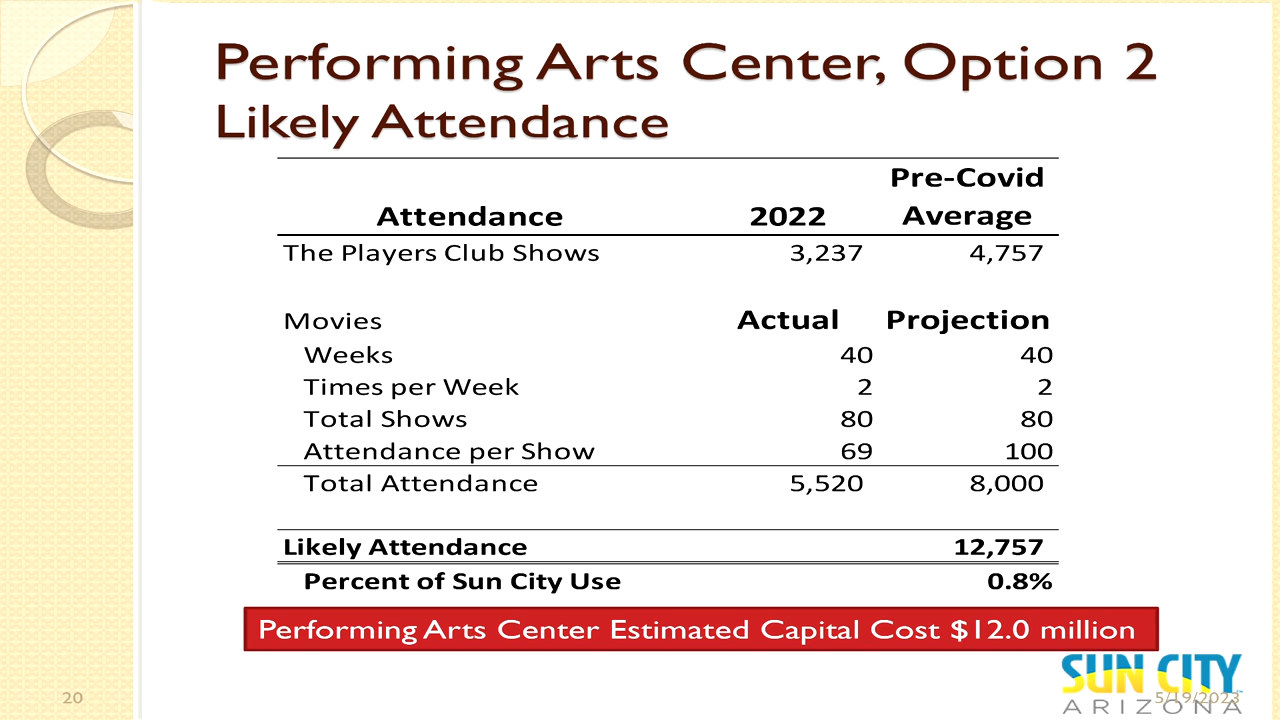 Performing Arts Center, Option 2
Likely Attendance
Pre-Covid
Attendance 2022 Average
The Players Club Shows 3,237 4,757
Movies Actual Projection
Weeks 40 40
Times per Week 2 2
Total Shows 80 80
Attendance per Show 69 100
Total Attendance 5,520 8,000
Likely Attendance 12,757
Percent of Sun City Use 0.8%
Performing Arts Center Estimated Capital Cost $12.0 million
SUN CITY
20 5/19/2023
ARIZONA